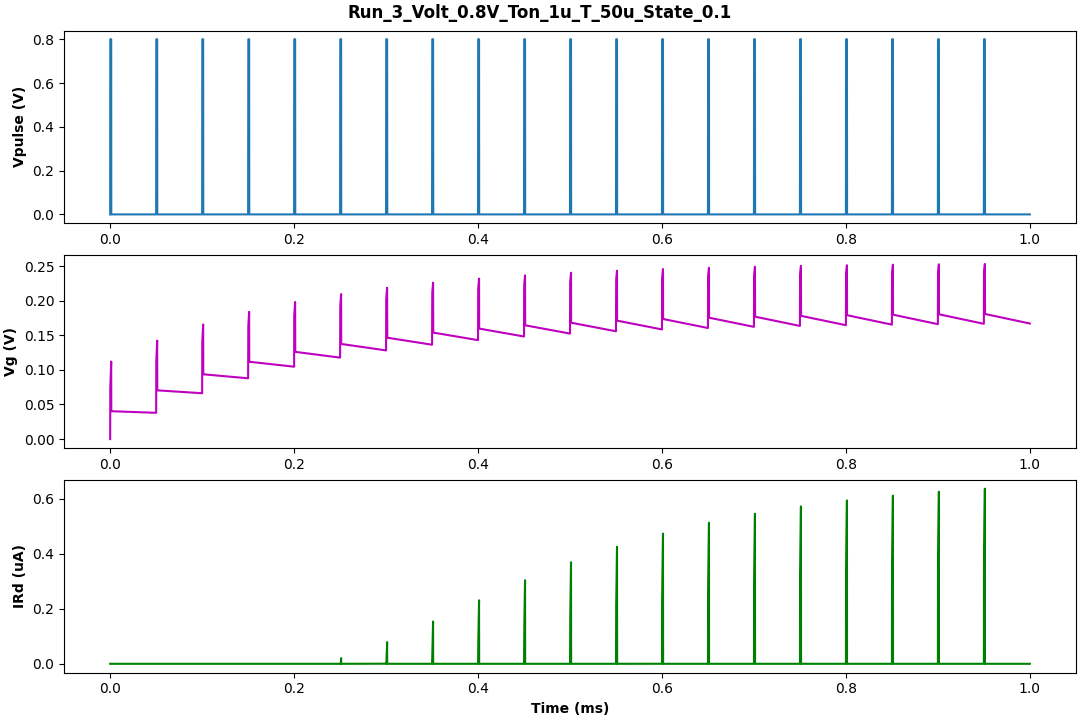 Run_3_Volt_0.8V_Ton_1u_T_50u_State_0.1
Vpulse (V)
0.8
0.6
0.4
0.2
0.0
0.0 0.2 0.4 0.6 0.8 1.0
Vg (V)
0.25
0.20
0.15
0.10
0.05
0.00
0.0 0.2 0.4 0.6 0.8 1.0
IRd (uA)
0.6
0.4
0.2
0.0
0.0 0.2 0.4 0.6 0.8 1.0
Time (ms)